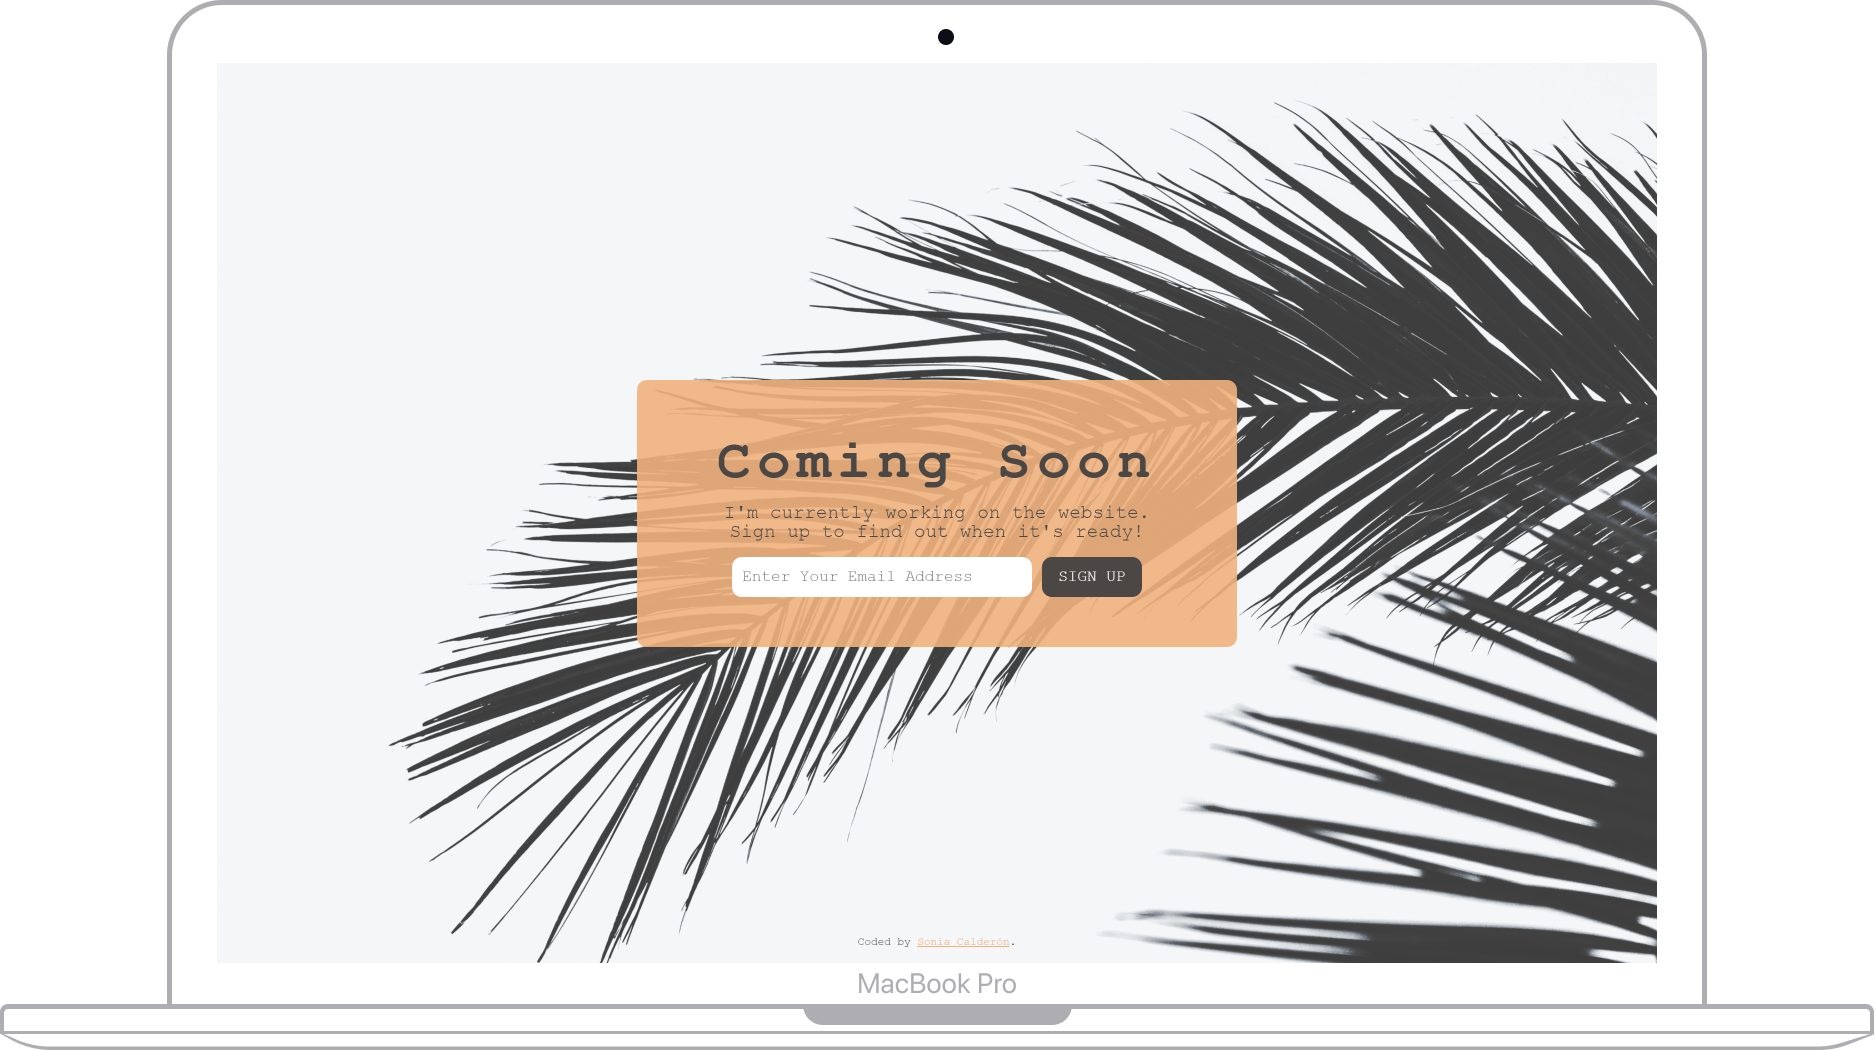 Coming Soon
I'm currently working on the website.
Sign up to find out when it's ready!
Enter Your Email Address
SIGN UP
Coded by Sonia Calderón.
MacBook Pro